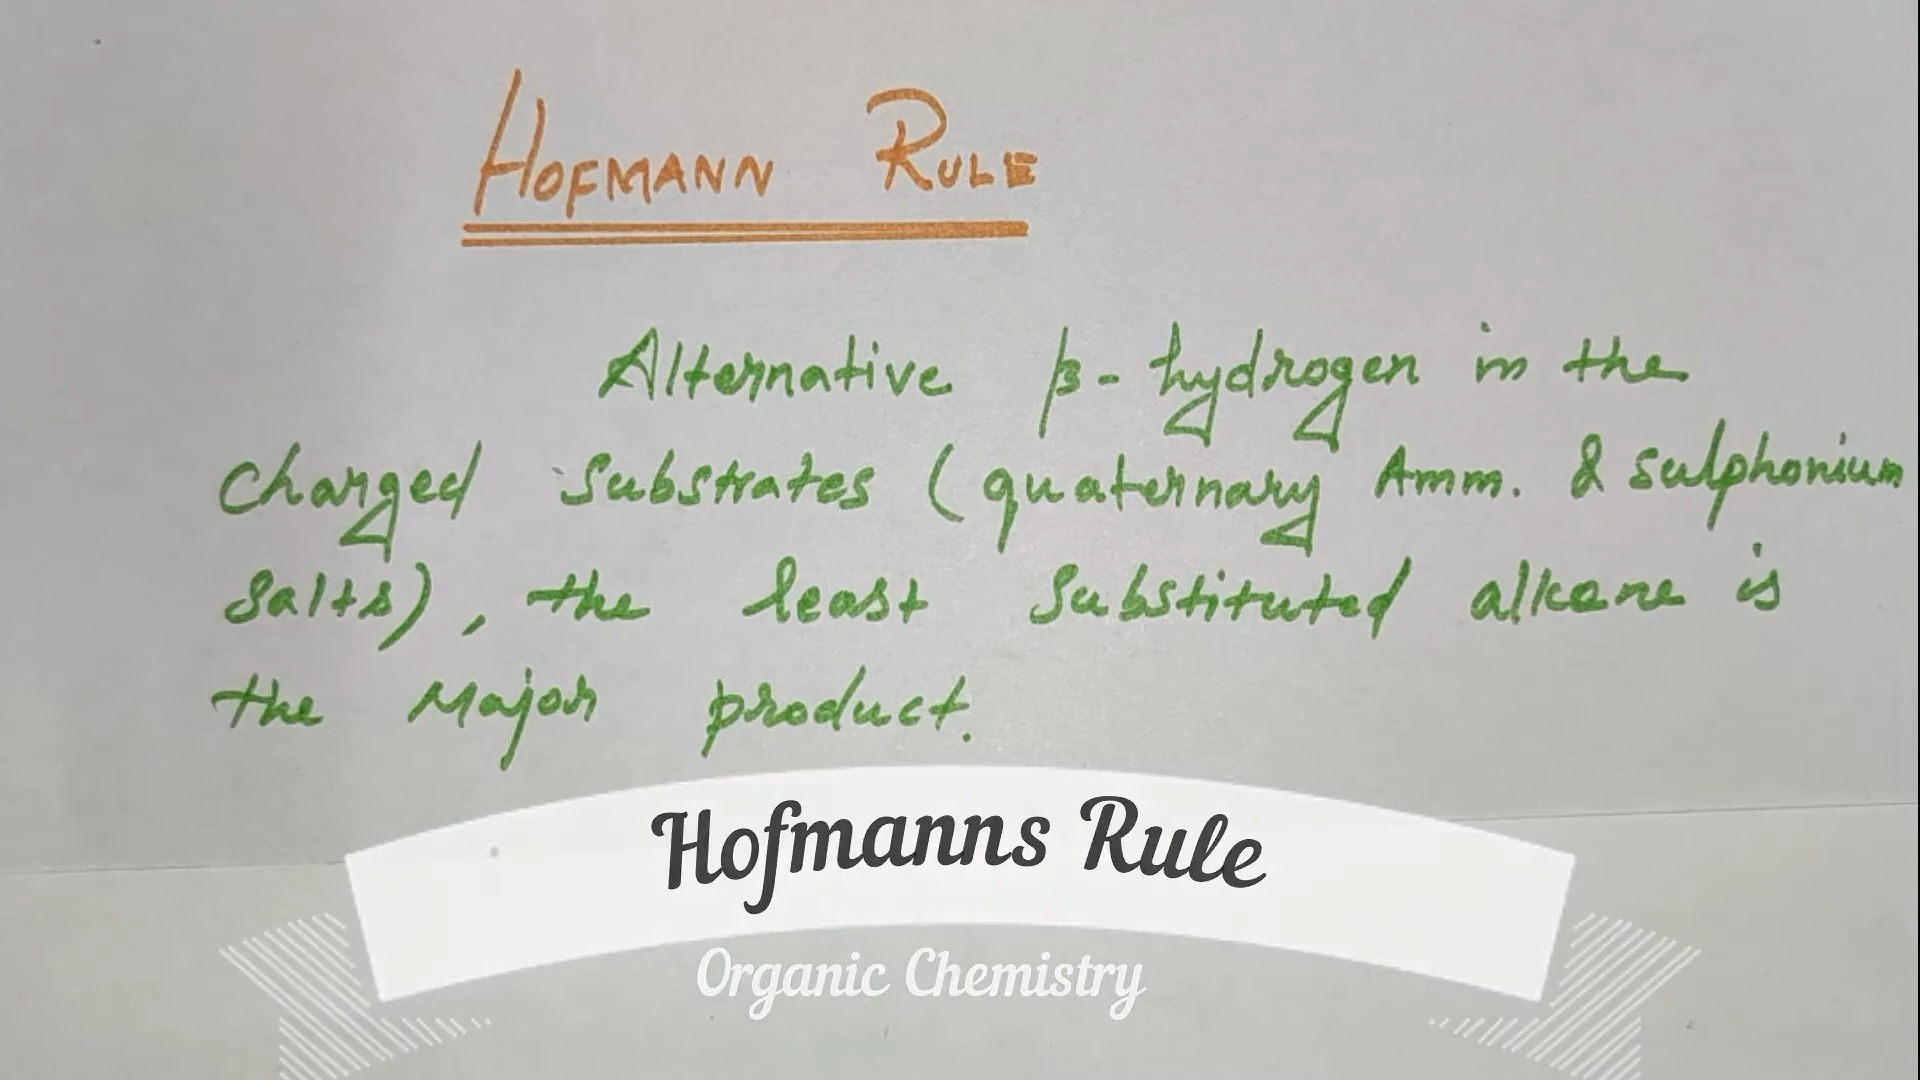 HOFMANN RULE
Alternative β-hydrogen in the
charged substrates (quaternary Amm. & sulphonium
salts), the least substituted alkene is
the Major product.
Hofmanns Rule
Organic Chemistry